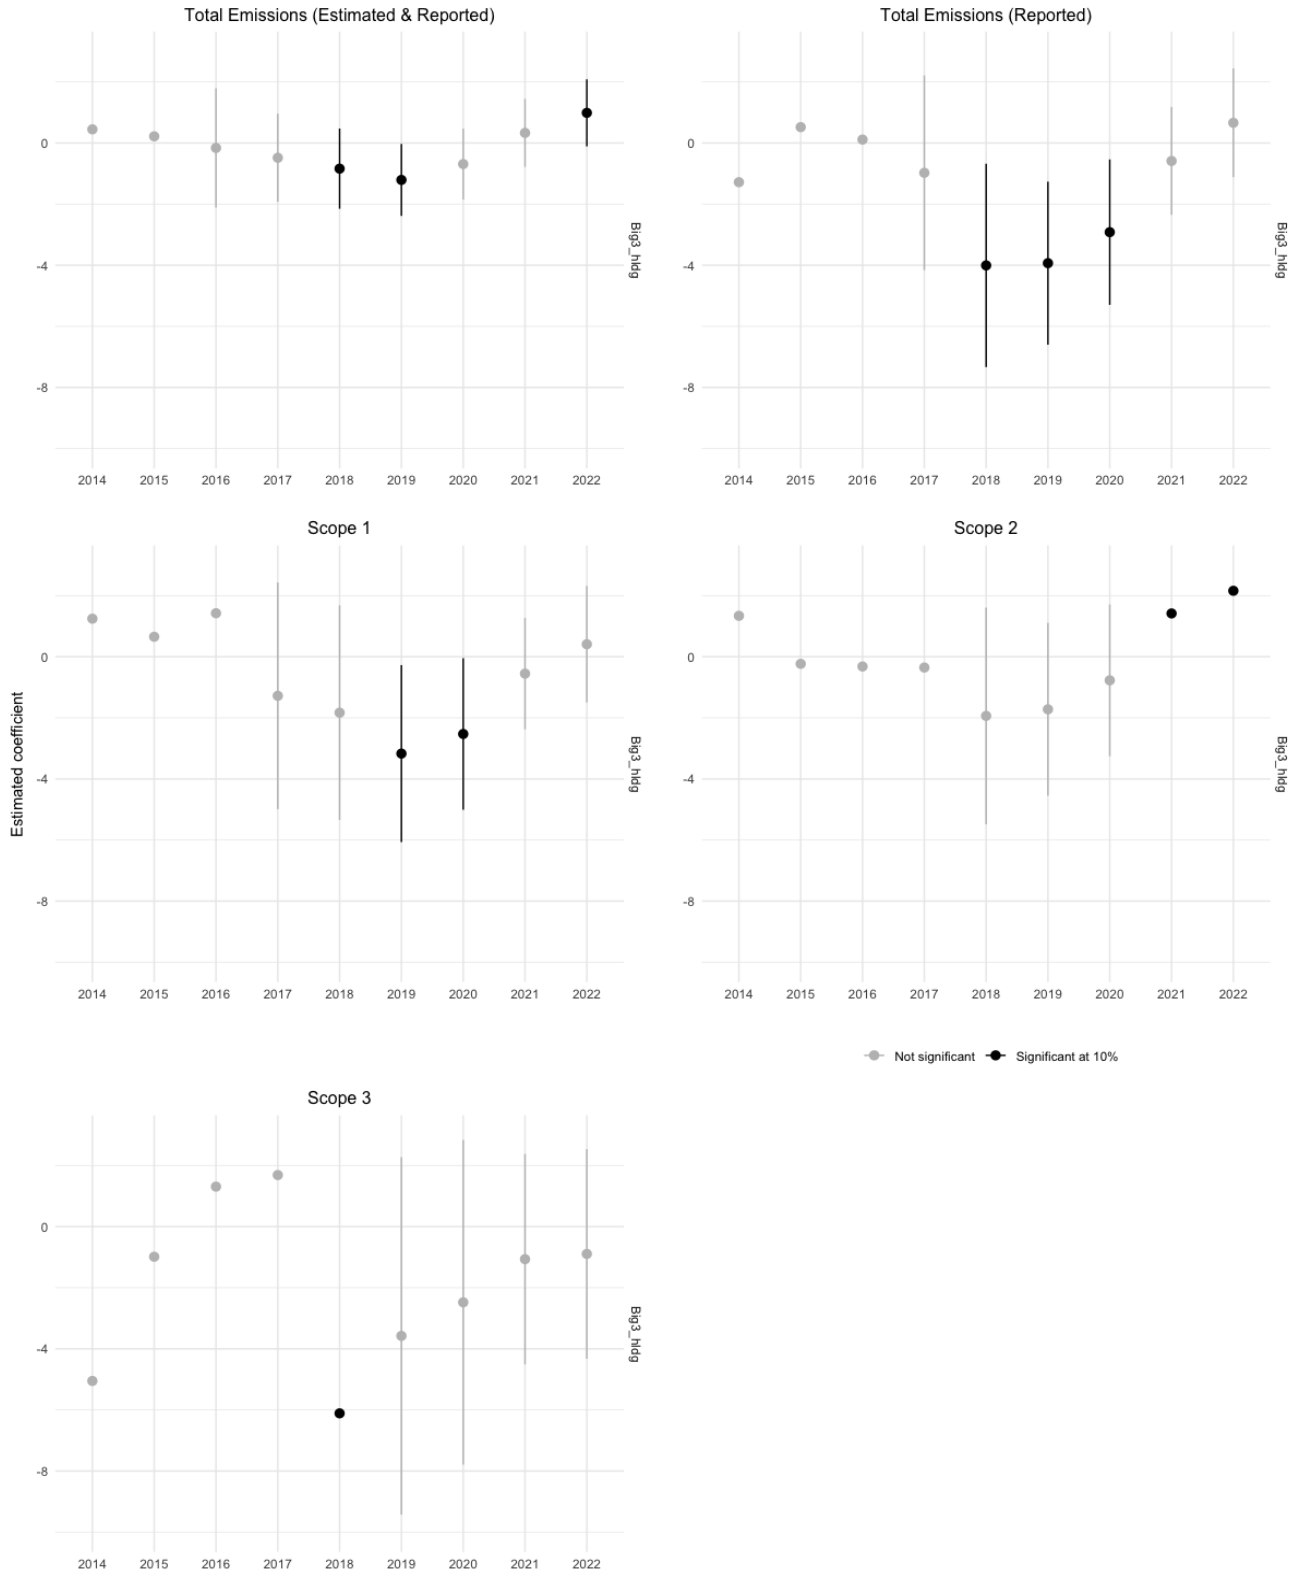 Total Emissions (Estimated & Reported)
0
-4
-8
Big3_hldg
2014 2015 2016 2017 2018 2019 2020 2021 2022
Total Emissions (Reported)
0
-4
-8
Big3_hldg
2014 2015 2016 2017 2018 2019 2020 2021 2022
Estimated coefficient
Scope 1
0
-4
-8
Big3_hldg
2014 2015 2016 2017 2018 2019 2020 2021 2022
Scope 2
0
-4
-8
Big3_hldg
2014 2015 2016 2017 2018 2019 2020 2021 2022
Not significant Significant at 10%
Scope 3
0
-4
-8
Big3_hldg
2014 2015 2016 2017 2018 2019 2020 2021 2022